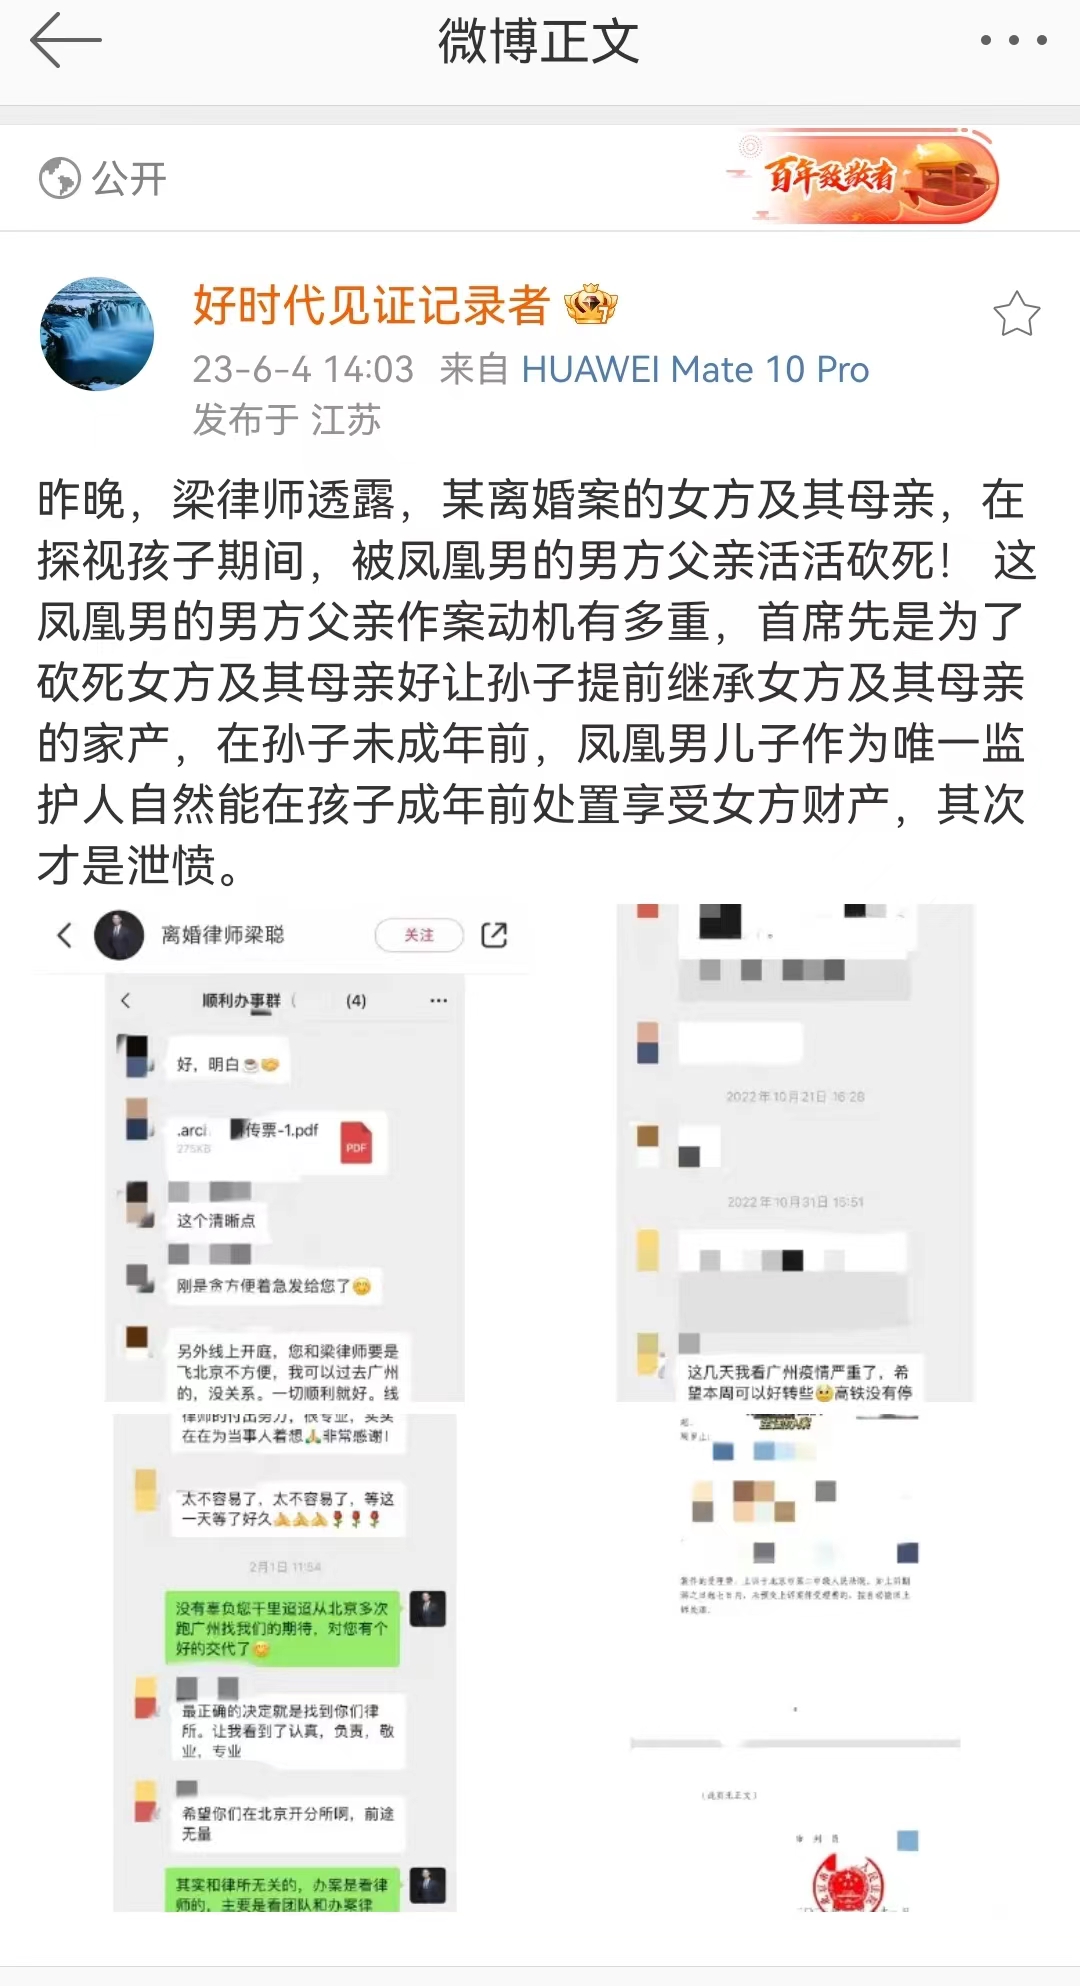 微博正文
公开
百年致敬者
好时代见证记录者
23-6-4 14:03 来自 HUAWEI Mate 10 Pro
发布于 江苏
昨晚，梁律师透露，某离婚案的女方及其母亲，在
探视孩子期间，被凤凰男的男方父亲活活砍死！ 这
凤凰男的男方父亲作案动机有多重，首席先是为了
砍死女方及其母亲好让孙子提前继承女方及其母亲
的家产，在孙子未成年前，凤凰男儿子作为唯一监
护人自然能在孩子成年前处置享受女方财产，其次
才是泄愤。
离婚律师梁聪
关注
顺利办事群（ (4)
好，明白
.arci 传票-1.pdf
275KB
PDF
这个清晰点
刚是贪方便着急发给您了
另外线上开庭，您和梁律师要是
飞北京不方便，我可以过去广州
的，没关系。一切顺利就好。线
2022年10月21日 16:28
2022年10月31日 15:51
这几天我看广州疫情严重了，希
望本周可以好转些🥹高铁没有停
律师的付出努力，很专业，实实
在在为当事人着想🙏非常感谢！
太不容易了，太不容易了，等这
一天等了好久
2月1日 11:54
没有辜负您千里迢迢从北京多次
跑广州找我们的期待，对您有个
好的交代了
最正确的决定就是找到你们律
所。让我看到了认真，负责，敬
业，专业
希望你们在北京开分所啊，前途
无量
其实和律所无关的，办案是看律
师的，主要是看团队和办案律
（此页无正文）
审 判 员